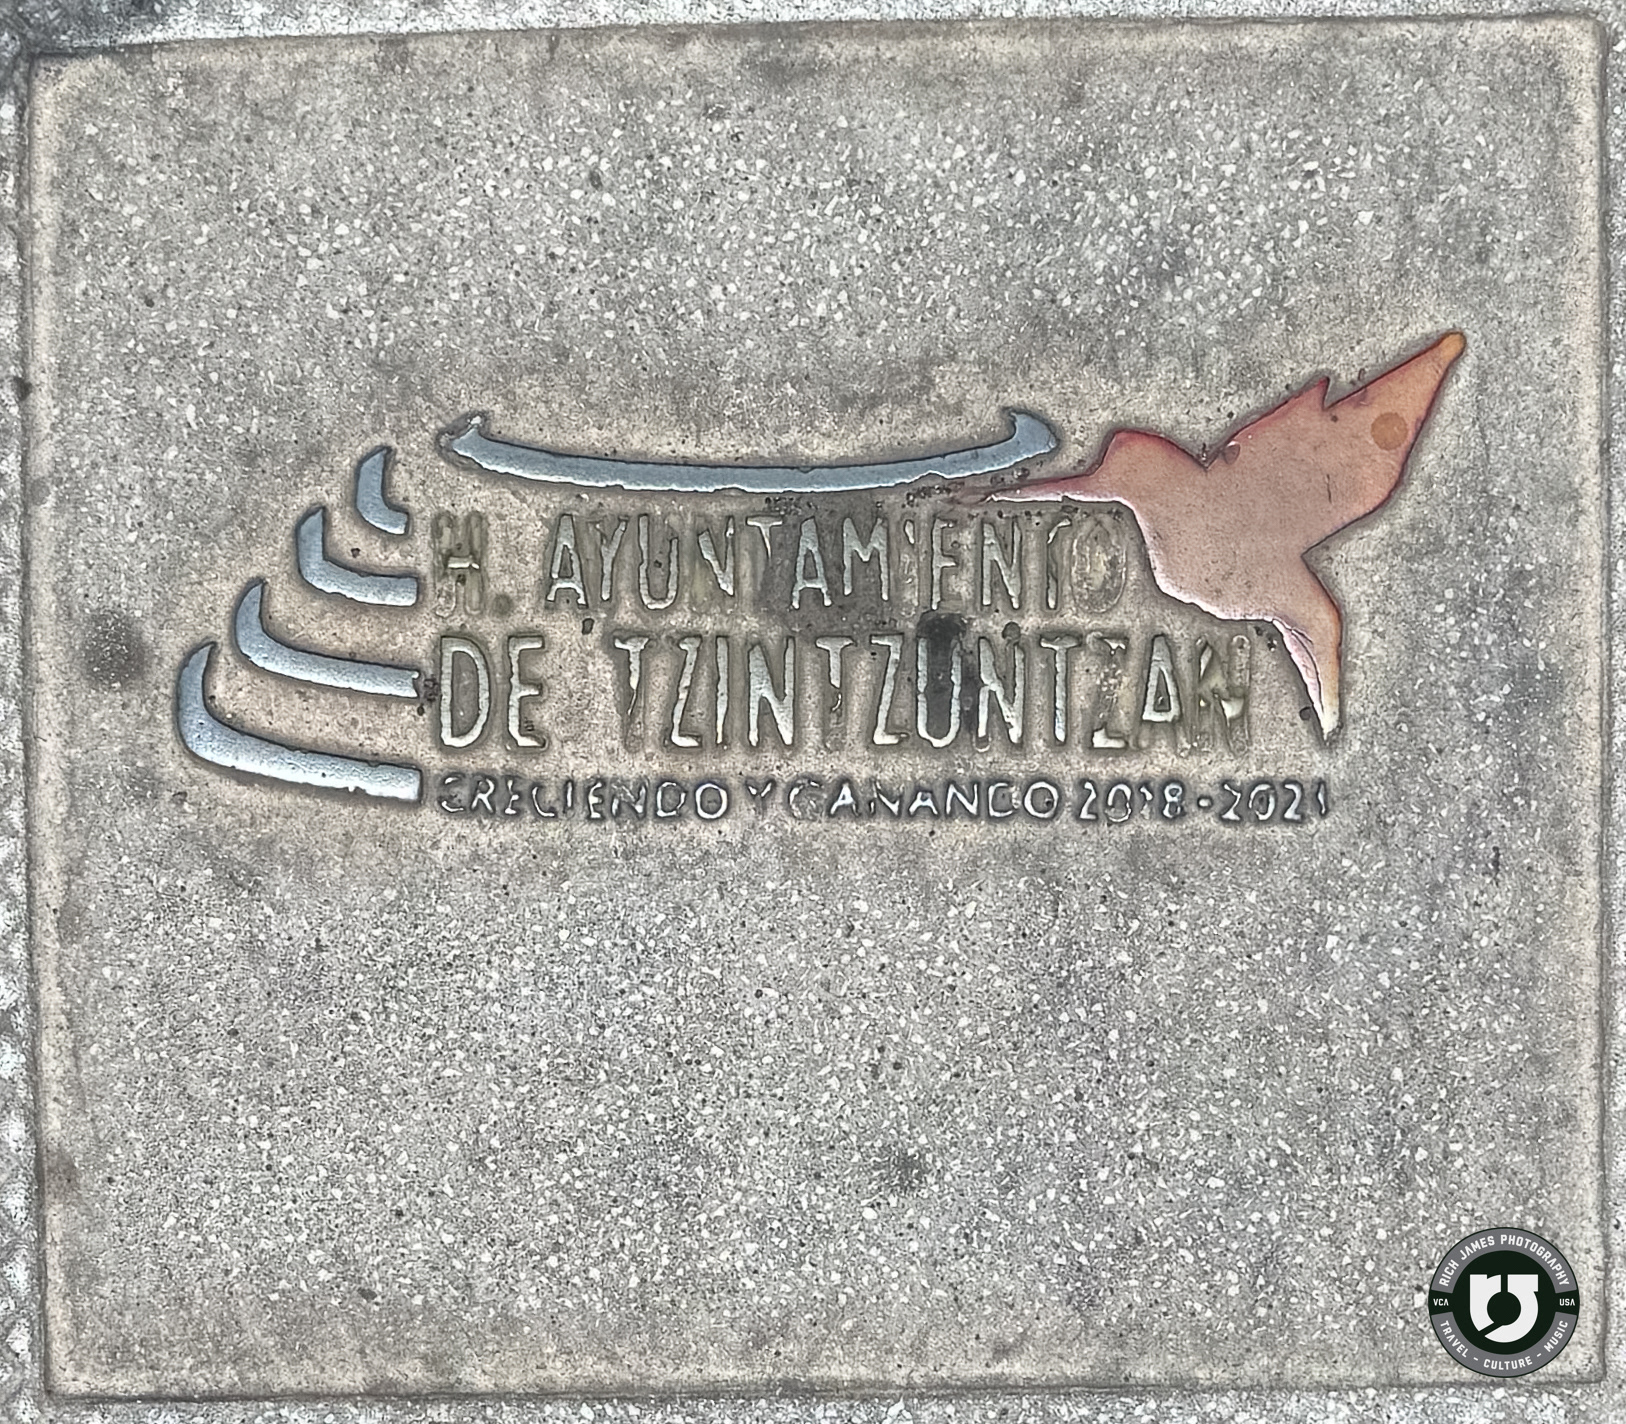 H. AYUNTAMIENTO
DE TZINTZUNTZAN
CRECIENDO Y GANANDO 2018-2021
RICH JAMES PHOTOGRAPHY
VCA USA
TRAVEL - CULTURE - MUSIC